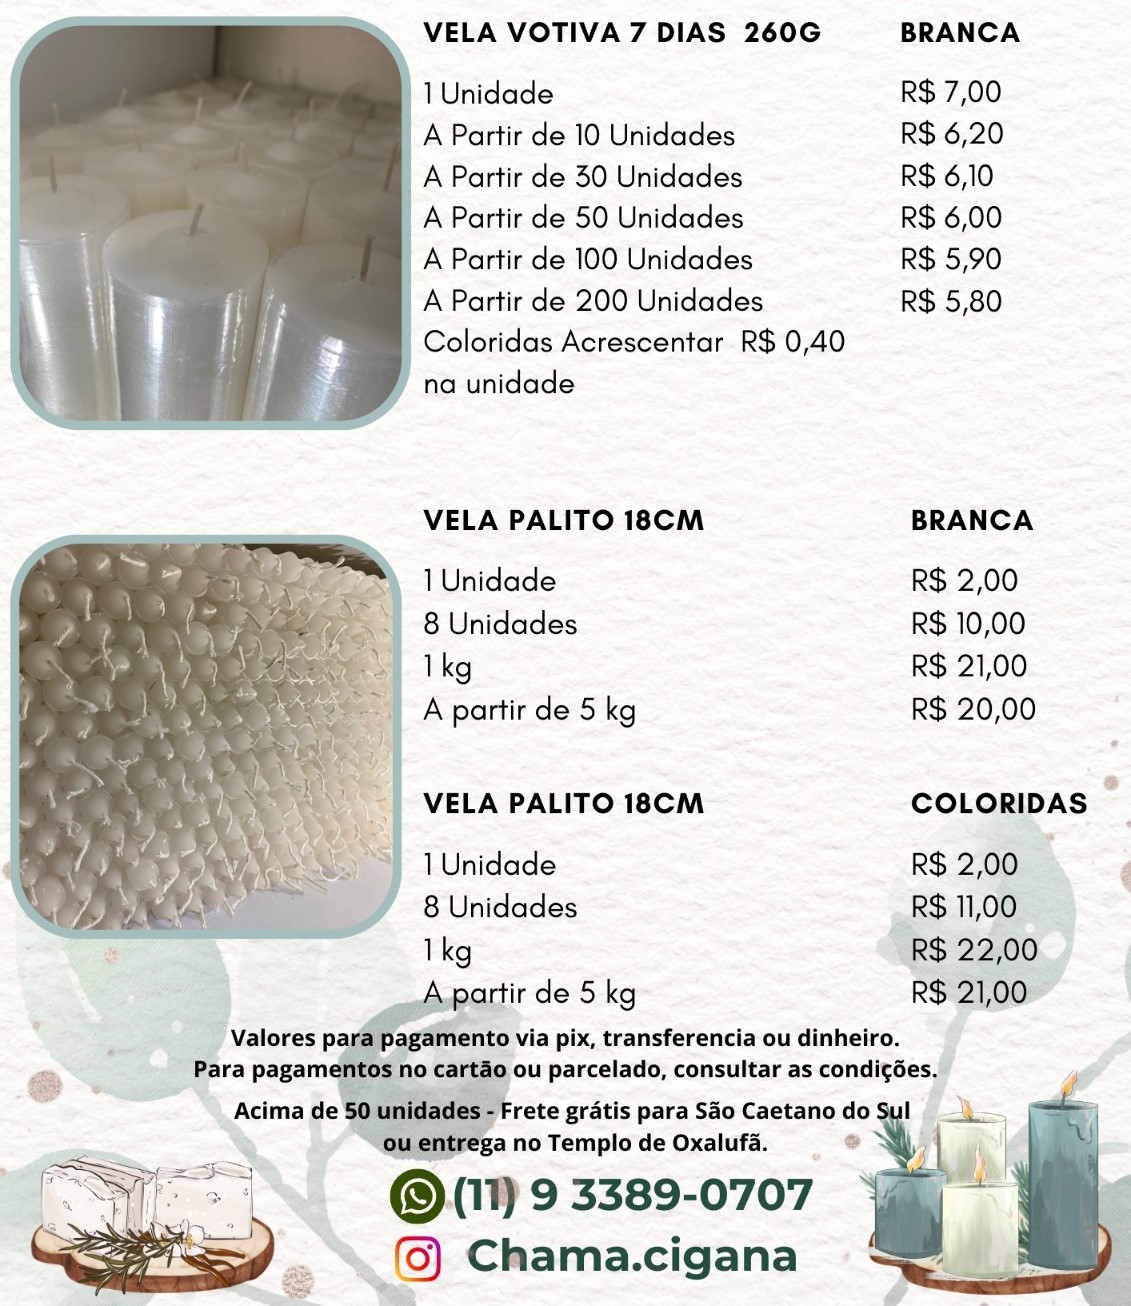 VELA VOTIVA 7 DIAS 260G BRANCA
1 Unidade R$ 7,00
A Partir de 10 Unidades R$ 6,20
A Partir de 30 Unidades R$ 6,10
A Partir de 50 Unidades R$ 6,00
A Partir de 100 Unidades R$ 5,90
A Partir de 200 Unidades R$ 5,80
Coloridas Acrescentar R$ 0,40
na unidade
VELA PALITO 18CM BRANCA
1 Unidade R$ 2,00
8 Unidades R$ 10,00
1 kg R$ 21,00
A partir de 5 kg R$ 20,00
VELA PALITO 18CM COLORIDAS
1 Unidade R$ 2,00
8 Unidades R$ 11,00
1 kg R$ 22,00
A partir de 5 kg R$ 21,00
Valores para pagamento via pix, transferencia ou dinheiro.
Para pagamentos no cartão ou parcelado, consultar as condições.
Acima de 50 unidades - Frete grátis para São Caetano do Sul
ou entrega no Templo de Oxalufã.
(11) 9 3389-0707
Chama.cigana